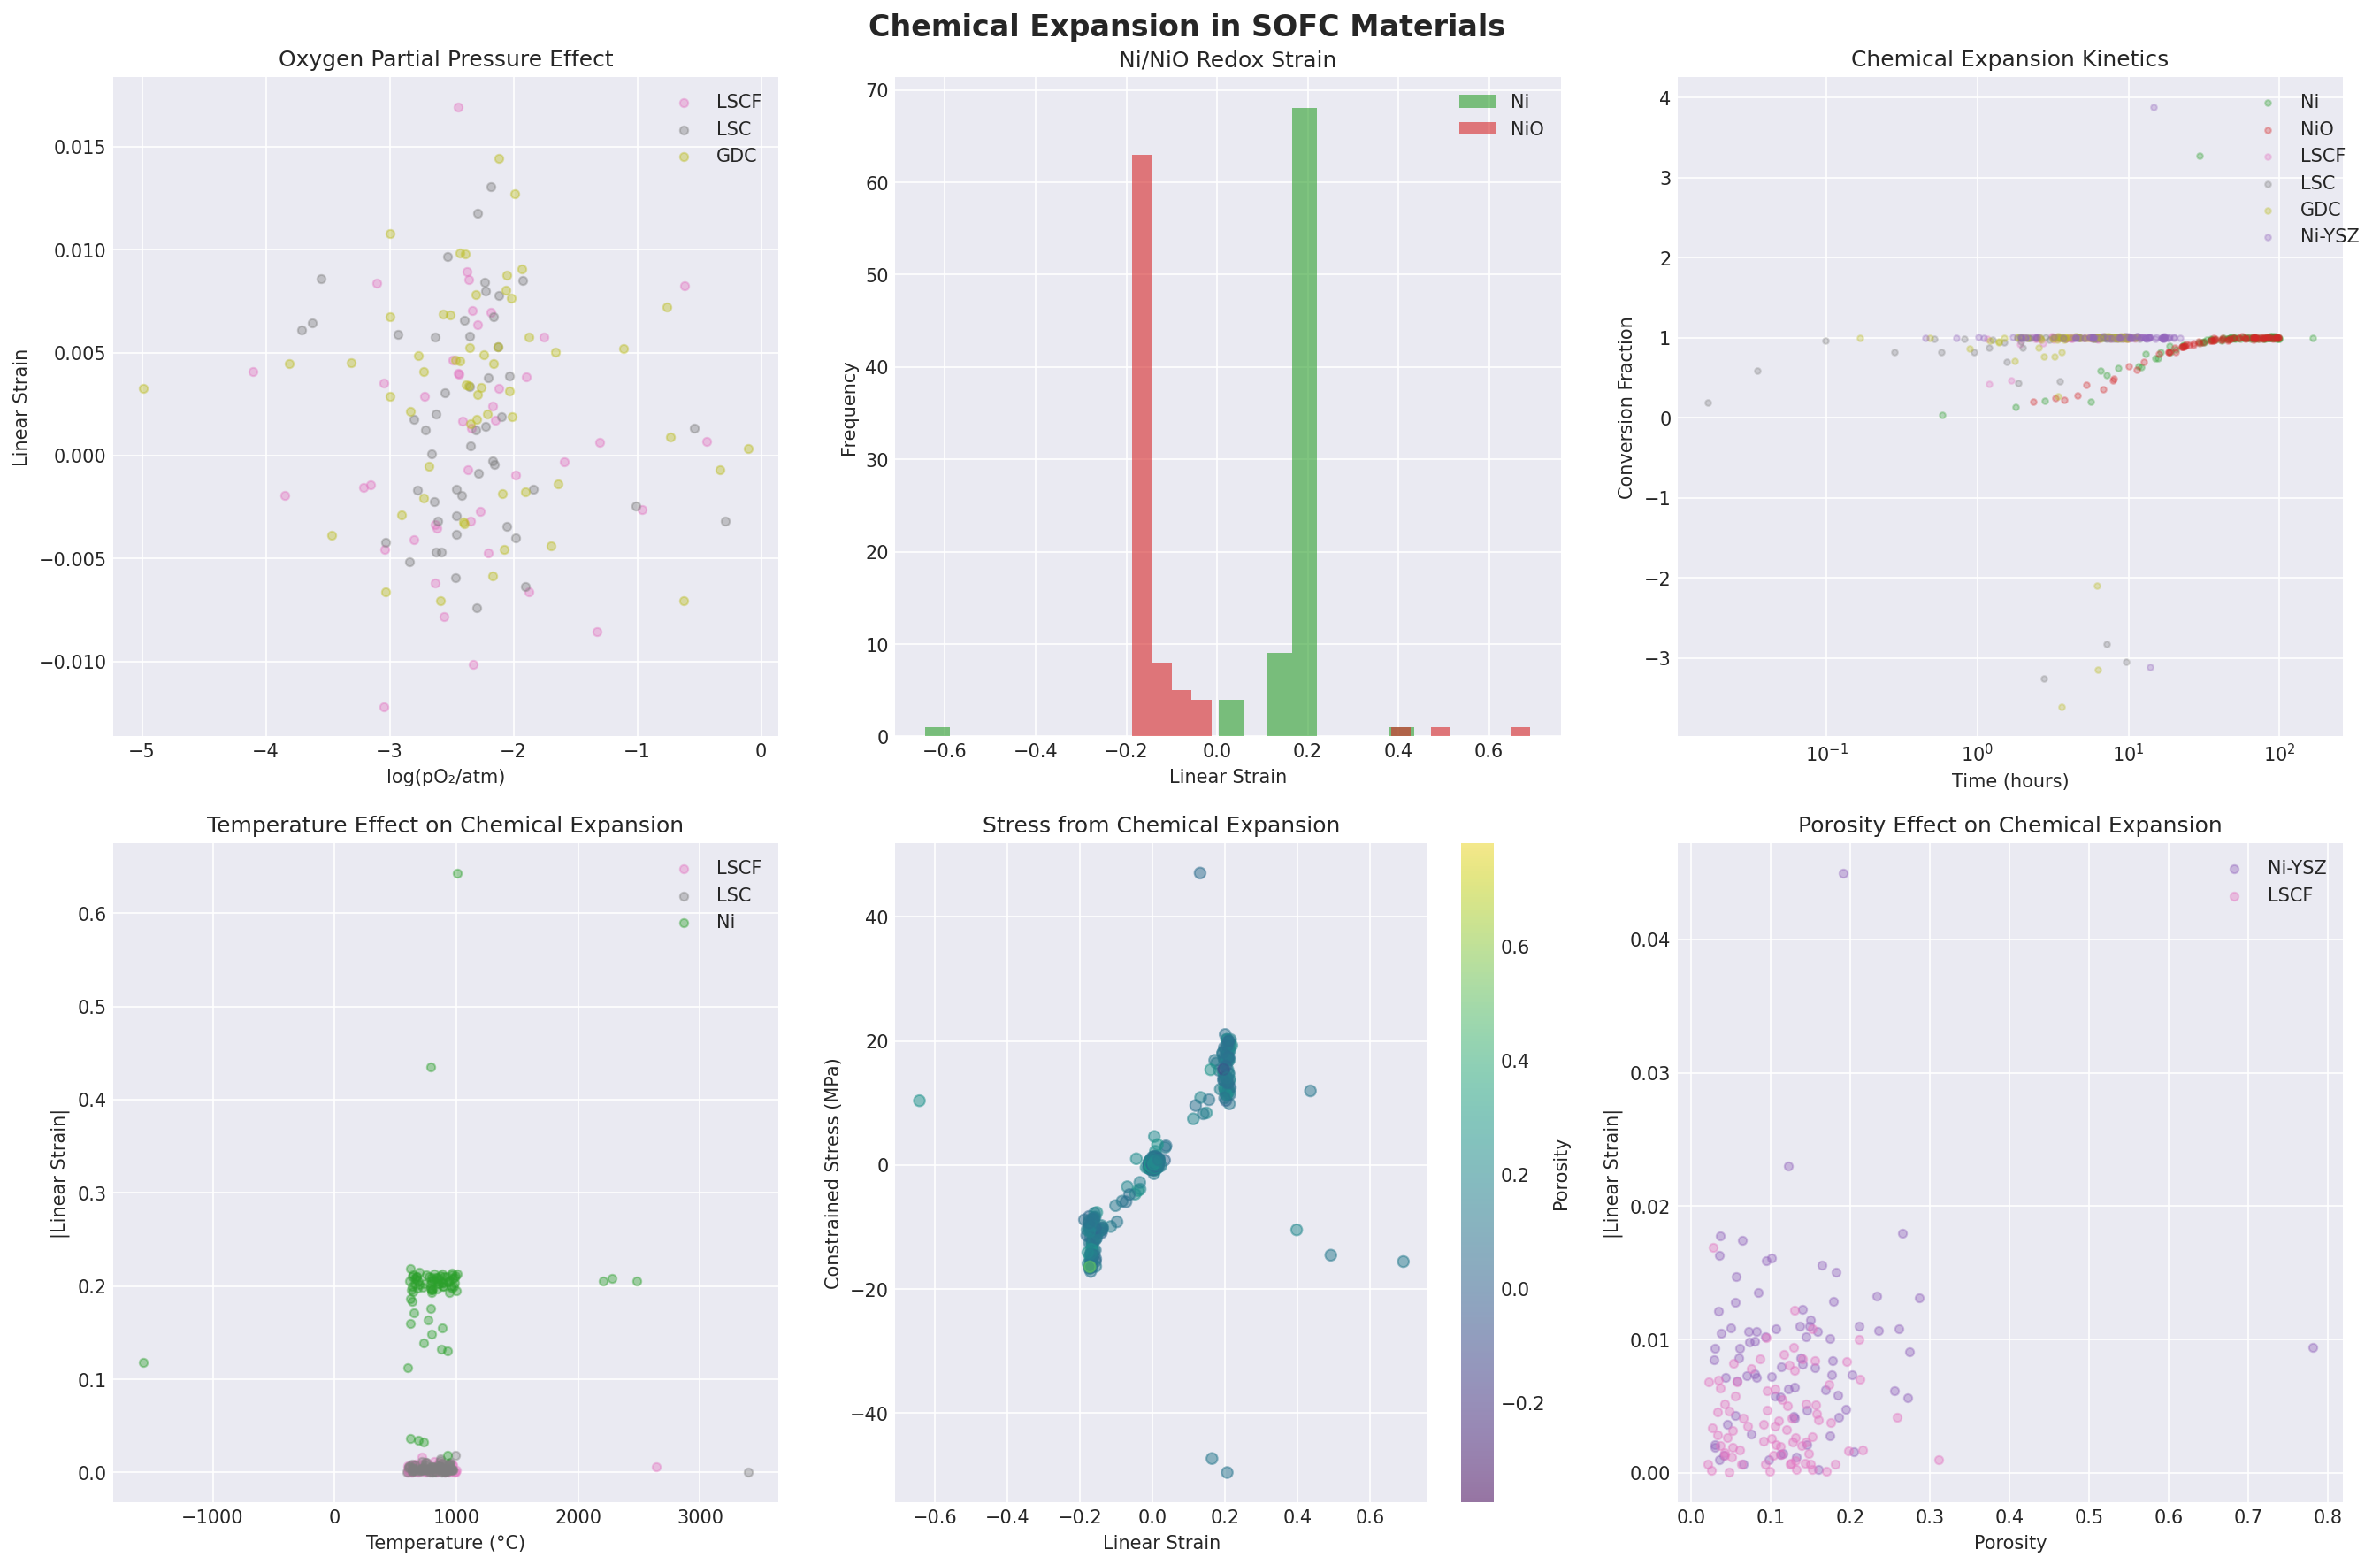 Chemical Expansion in SOFC Materials
Oxygen Partial Pressure Effect
LSCF
LSC
GDC
0.015
0.010
0.005
0.000
−0.005
−0.010
Linear Strain
−5
−4
−3
−2
−1
0
log(pO₂/atm)
Ni/NiO Redox Strain
Ni
NiO
70
60
50
40
30
20
10
0
Frequency
−0.6
−0.4
−0.2
0.0
0.2
0.4
0.6
Linear Strain
Chemical Expansion Kinetics
Ni
NiO
LSCF
LSC
GDC
Ni-YSZ
4
3
2
1
0
−1
−2
−3
Conversion Fraction
10⁻¹
10⁰
10¹
10²
Time (hours)
Temperature Effect on Chemical Expansion
LSCF
LSC
Ni
0.6
0.5
0.4
0.3
0.2
0.1
0.0
|Linear Strain|
−1000
0
1000
2000
3000
Temperature (°C)
Stress from Chemical Expansion
40
20
0
−20
−40
Constrained Stress (MPa)
−0.6
−0.4
−0.2
0.0
0.2
0.4
0.6
Linear Strain
0.6
0.4
0.2
0.0
−0.2
Porosity
Porosity Effect on Chemical Expansion
Ni-YSZ
LSCF
0.04
0.03
0.02
0.01
0.00
|Linear Strain|
0.0
0.1
0.2
0.3
0.4
0.5
0.6
0.7
0.8
Porosity